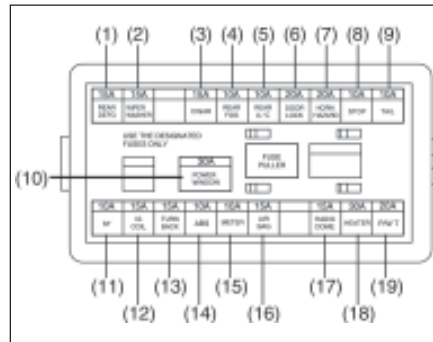 (1) (2) (3) (4) (5) (6) (7) (8) (9)
15A 15A 15A 10A 10A 20A 20A 10A 10A
REAR DEFG
WIPER WASHER
CIGAR
REAR FOG
REAR A/C
DOOR LOCK
HORN HAZARD
STOP
TAIL
USE THE DESIGNATED
FUSES ONLY
30A
POWER
WINDOW
FUSE
PULLER
(10)
10A 15A 15A 10A 10A 15A 15A 30A 20A
IG COIL
TURN BACK
ABS
METER
AIR BAG
RADIO DOME
HEATER
(11) (12) (13) (14) (15) (16) (17) (18) (19)